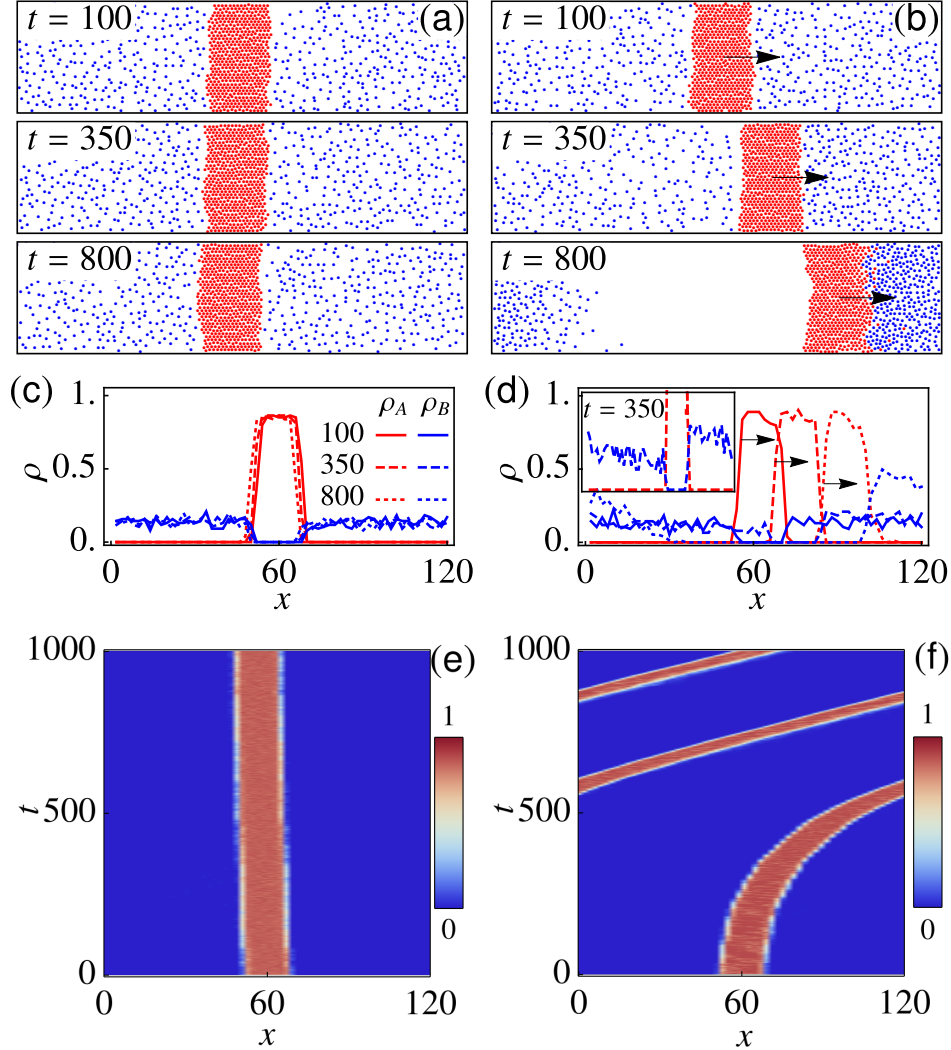 t = 100 (a)
t = 350
t = 800
t = 100 (b)
t = 350
t = 800
(c)
ρ
1.
0.5
0.
0 60 120
x
ρA ρB
100
350
800
(d)
ρ
1.
0.5
0.
0 60 120
x
t = 350
(e)
t
1000
500
0
0 60 120
x
1
0
(f)
t
1000
500
0
0 60 120
x
1
0